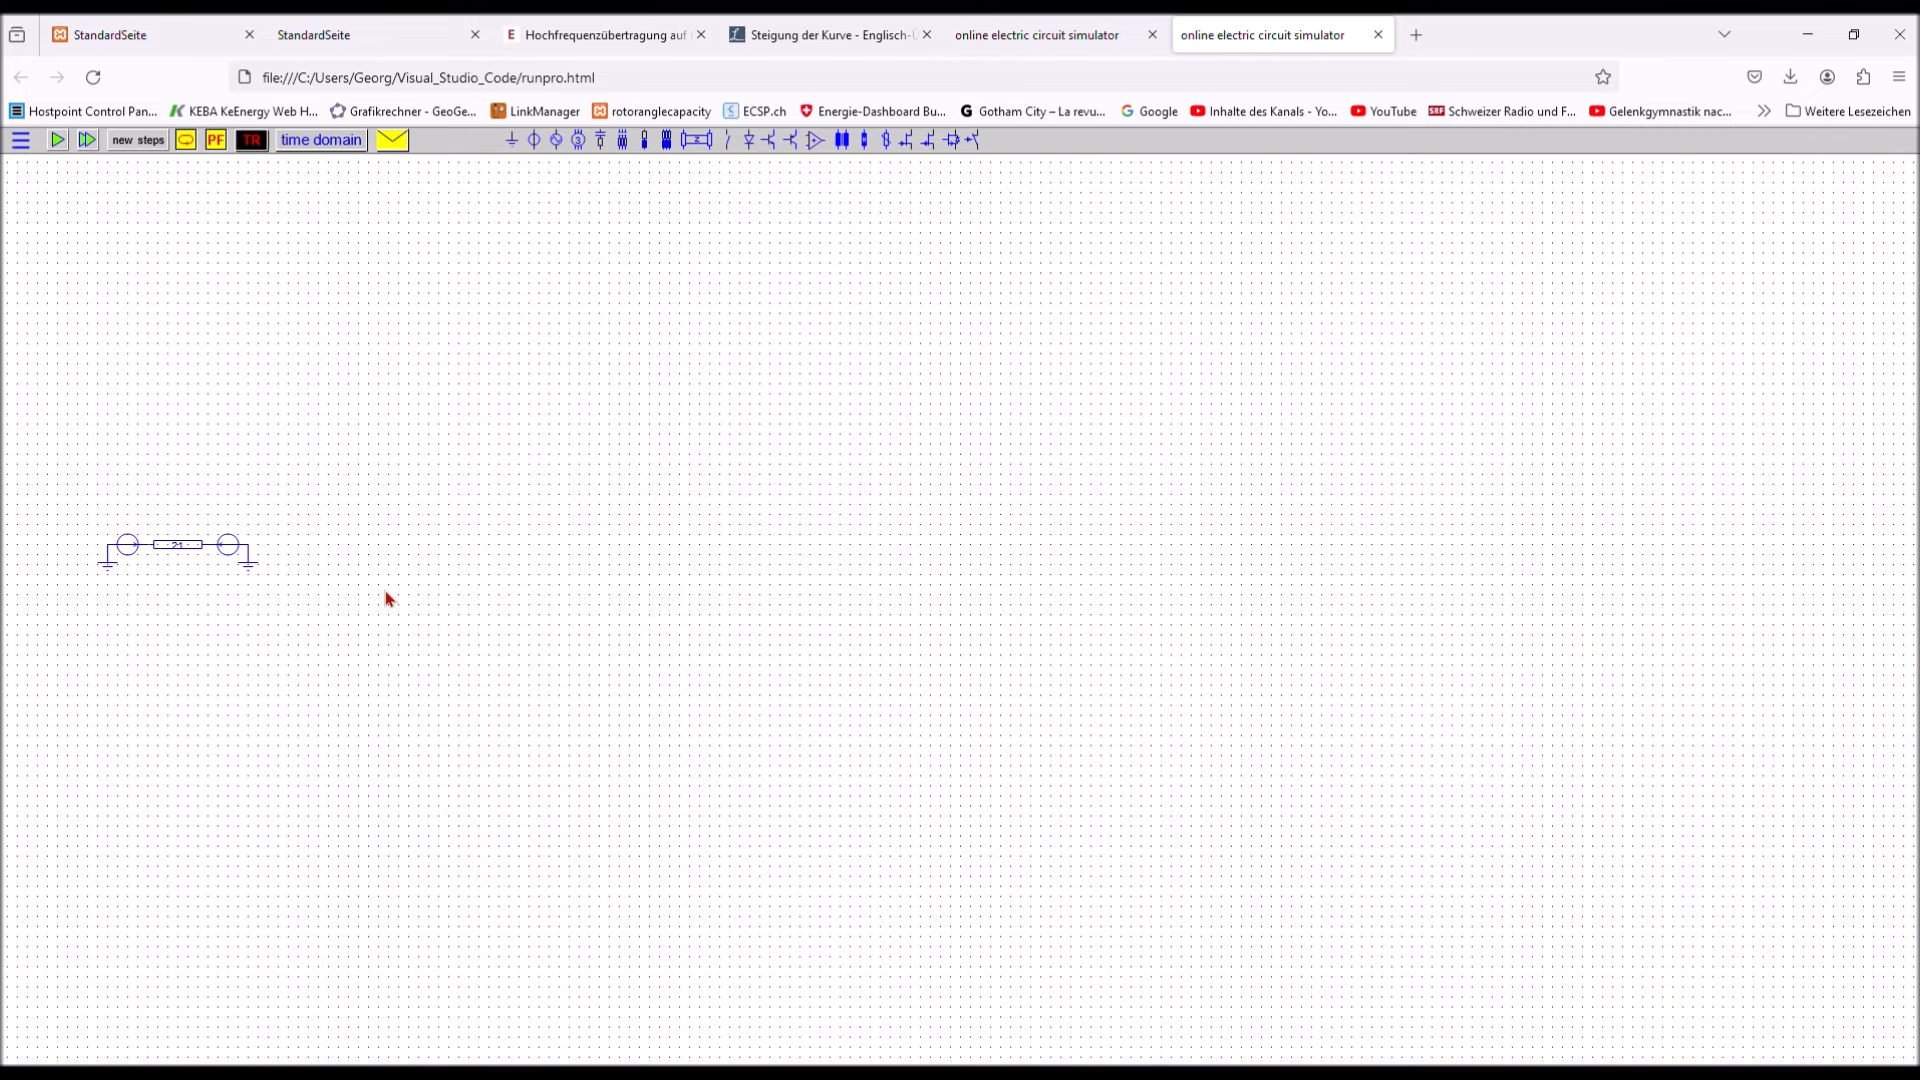 StandardSeite
StandardSeite
E Hochfrequenzübertragung auf
Steigung der Kurve - Englisch-
online electric circuit simulator
online electric circuit simulator
file:///C:/Users/Georg/Visual_Studio_Code/runpro.html
Hostpoint Control Pan...
KEBA KeEnergy Web H...
Grafikrechner - GeoGe...
LinkManager
rotoranglecapacity
ECSP.ch
Energie-Dashboard Bu...
G Gotham City – La revu...
Google
Inhalte des Kanals - Yo...
YouTube
SRF Schweizer Radio und F...
Gelenkgymnastik nac...
Weitere Lesezeichen
new steps
PF
TR
time domain
3
Z